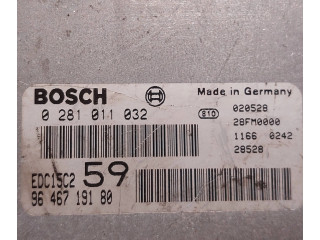 BOSCH
Made in Germany
0 281 011 032
810
020528
28FM0000
1166 0242
28528
EDC15C2 59
96 467 191 80